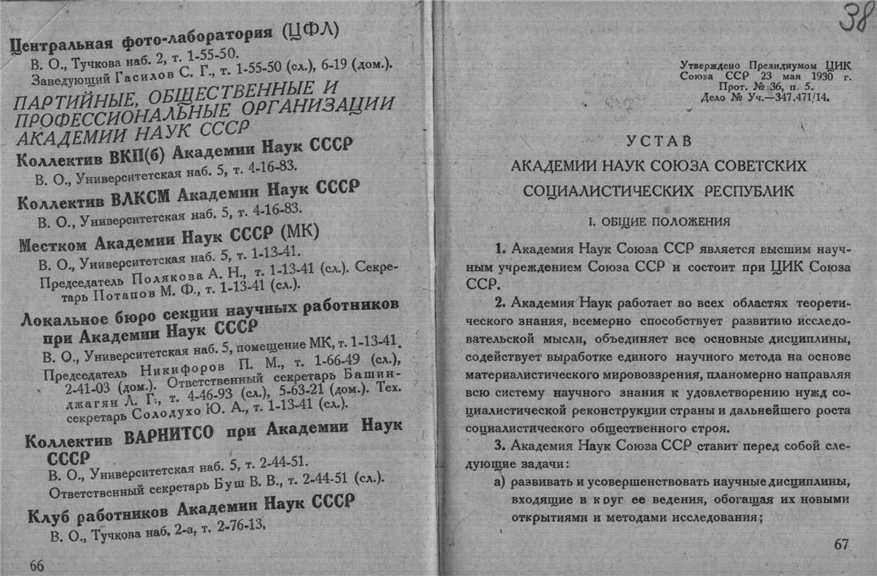 Центральная фото-лаборатория (ЦФЛ)
В. О., Тучкова наб. 2, т. 1-55-50.
Заведующий Гасилов С. Г., т. 1-55-50 (сл.), 6-19 (дом.).
ПАРТИЙНЫЕ, ОБЩЕСТВЕННЫЕ И
ПРОФЕССИОНАЛЬНЫЕ ОРГАНИЗАЦИИ
АКАДЕМИИ НАУК СССР
Коллектив ВКП(б) Академии Наук СССР
В. О., Университетская наб. 5, т. 4-16-83.
Коллектив ВЛКСМ Академии Наук СССР
В. О., Университетская наб. 5, т. 4-16-83.
Местком Академии Наук СССР (МК)
В. О., Университетская наб. 5, т. 1-13-41.
Председатель Полякова А. Н., т. 1-13-41 (сл.). Секре-
тарь Потапов М. Ф., т. 1-13-41 (сл.).
Локальное бюро секции научных работников
при Академии Наук СССР
В. О., Университетская наб. 5, помещение МК, т. 1-13-41.
Председатель Никифоров П. М., т. 1-66-49 (сл.),
2-41-03 (дом.). Ответственный секретарь Башин-
джагян Л. Г., т. 4-46-93 (сл.), 5-63-21 (дом.). Тех.
секретарь Солодухо Ю. А., т. 1-13-41 (сл.).
Коллектив ВАРНИТСО при Академии Наук
СССР
В. О., Университетская наб. 5, т. 2-44-51.
Ответственный секретарь Буш В. В., т. 2-44-51 (сл.).
Клуб работников Академии Наук СССР
В. О., Тучкова наб. 2-а, т. 2-76-13.
66
38
Утверждено Президиумом ЦИК
Союза ССР 23 мая 1930 г.
Прот. № 36, п. 5.
Дело № Уч.—347.471/14.
УСТАВ
АКАДЕМИИ НАУК СОЮЗА СОВЕТСКИХ
СОЦИАЛИСТИЧЕСКИХ РЕСПУБЛИК
I. ОБЩИЕ ПОЛОЖЕНИЯ
1. Академия Наук Союза ССР является высшим науч-
ным учреждением Союза ССР и состоит при ЦИК Союза
ССР.
2. Академия Наук работает во всех областях теорети-
ческого знания, всемерно способствует развитию исследо-
вательской мысли, объединяет все основные дисциплины,
содействует выработке единого научного метода на основе
материалистического мировоззрения, планомерно направляя
всю систему научного знания к удовлетворению нужд со-
циалистической реконструкции страны и дальнейшего роста
социалистического общественного строя.
3. Академия Наук Союза ССР ставит перед собой сле-
дующие задачи:
а) развивать и усовершенствовать научные дисциплины,
входящие в круг ее ведения, обогащая их новыми
открытиями и методами исследования;
67